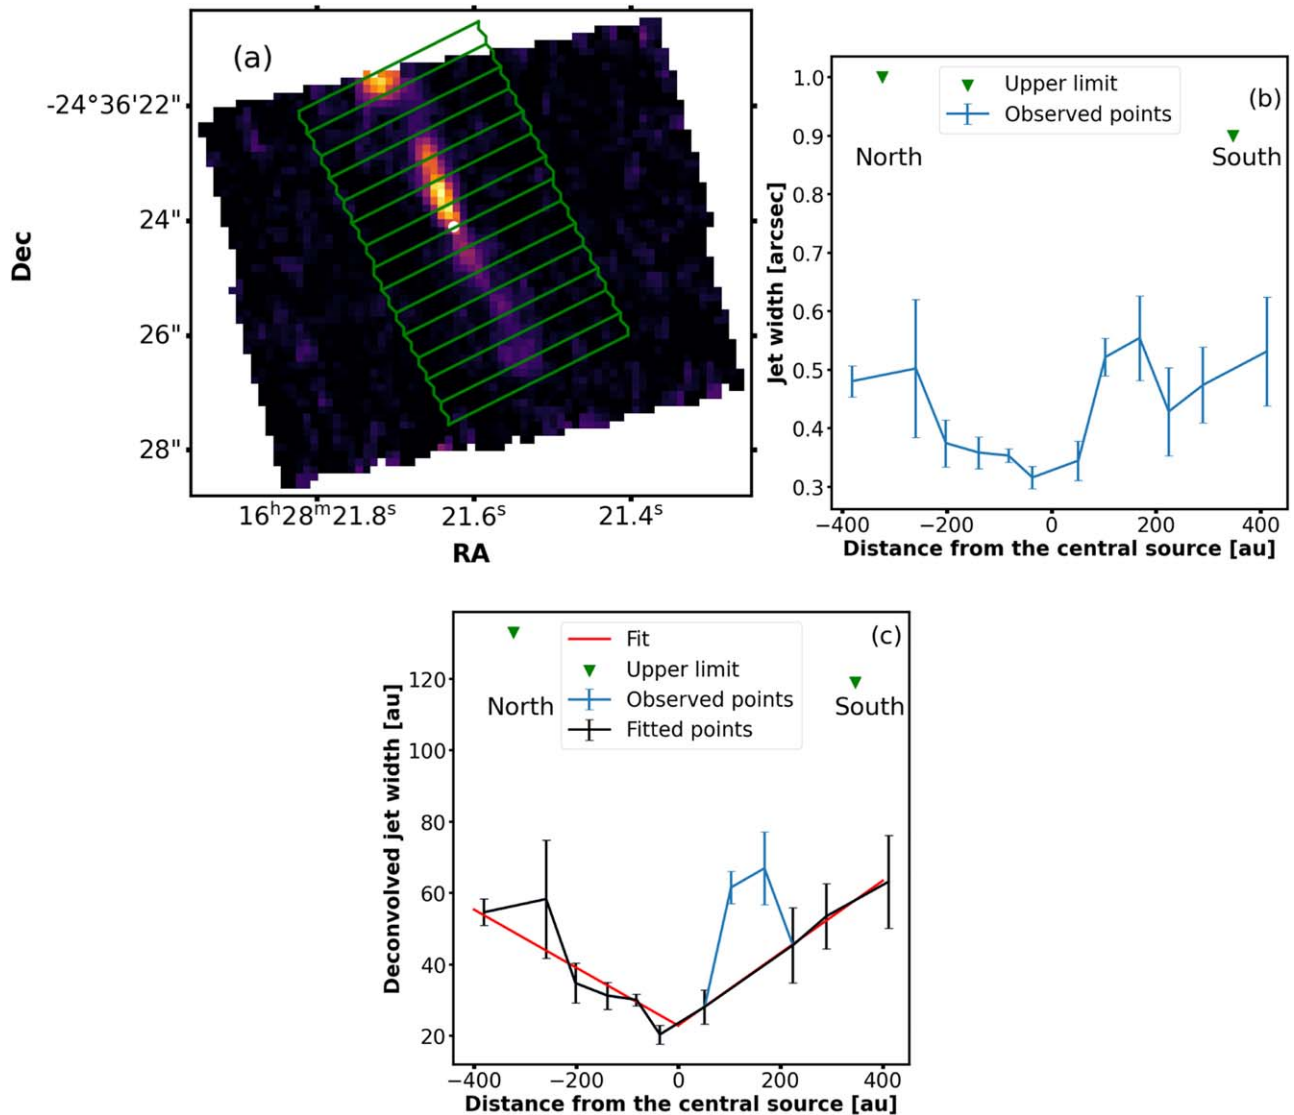 (a)
-24°36'22"
24"
26"
28"
Dec
16ʰ28ᵐ21.8ˢ
21.6ˢ
21.4ˢ
RA
(b)
Upper limit
Observed points
North
South
Jet width [arcsec]
1.0
0.9
0.8
0.7
0.6
0.5
0.4
0.3
−400
−200
0
200
400
Distance from the central source [au]
(c)
Fit
Upper limit
Observed points
Fitted points
North
South
Deconvolved jet width [au]
120
100
80
60
40
20
−400
−200
0
200
400
Distance from the central source [au]